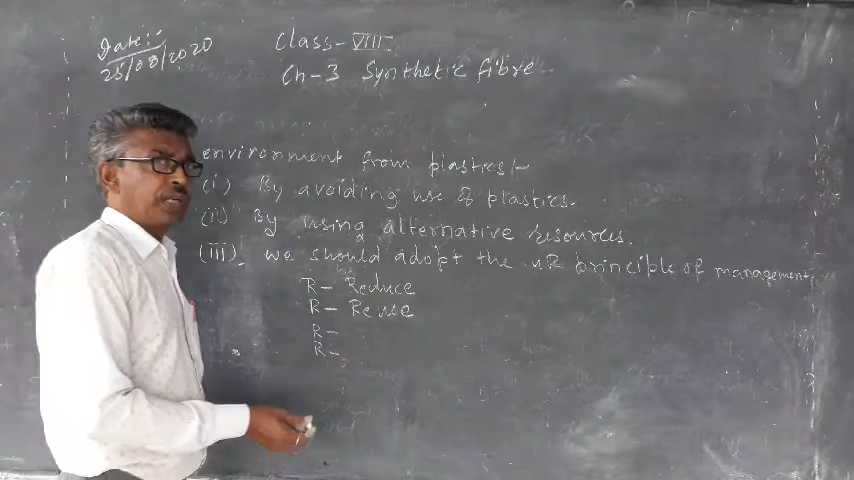 Date:-
25/08/2020
Class-VIII
Ch-3 Synthetic fibre
environment from plastics:-
(i) By avoiding use of plastics.
(ii) By using alternative resources.
(iii). We should adopt the 4R principle of management:
R- Reduce
R- Reuse
R-
R-